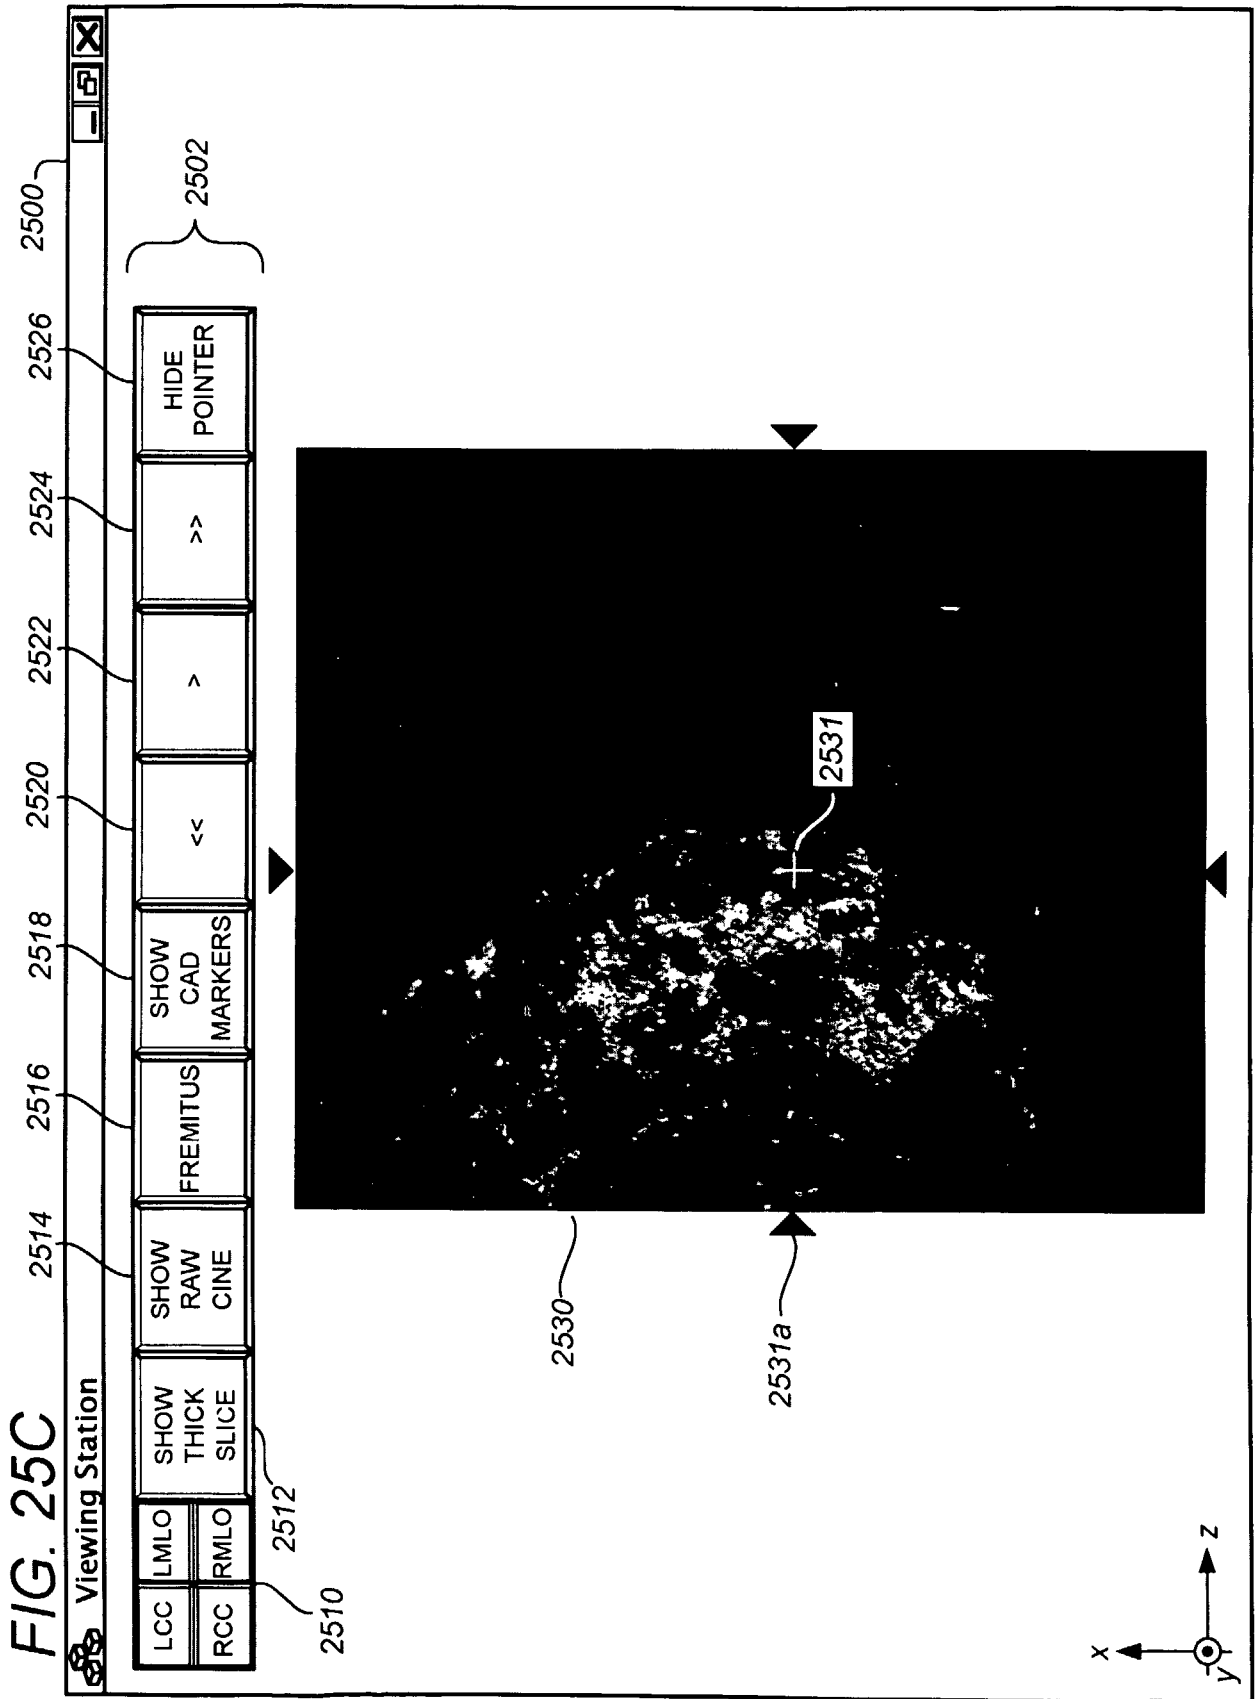 FIG. 25C
2500
Viewing Station
2514
2516
2518
2520
2522
2524
2526
LCC
LMLO
RCC
RMLO
SHOW
THICK
SLICE
SHOW
RAW
CINE
FREMITUS
SHOW
CAD
MARKERS
<<
>
>>
HIDE
POINTER
2502
2510
2512
2530
2531
2531a
x
y
z